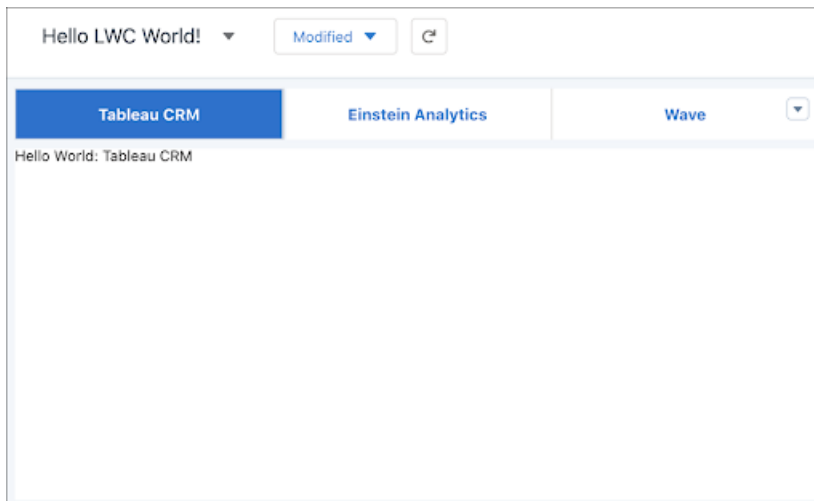 Hello LWC World! Modified
Tableau CRM Einstein Analytics Wave
Hello World: Tableau CRM